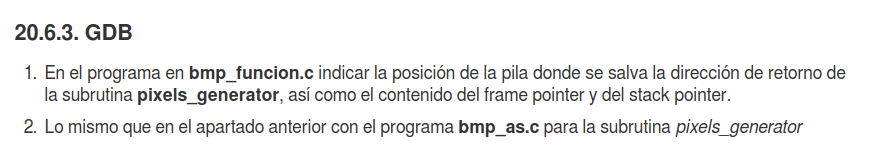 20.6.3. GDB
1. En el programa en bmp_funcion.c indicar la posición de la pila donde se salva la dirección de retorno de
la subrutina pixels_generator, así como el contenido del frame pointer y del stack pointer.
2. Lo mismo que en el apartado anterior con el programa bmp_as.c para la subrutina pixels_generator